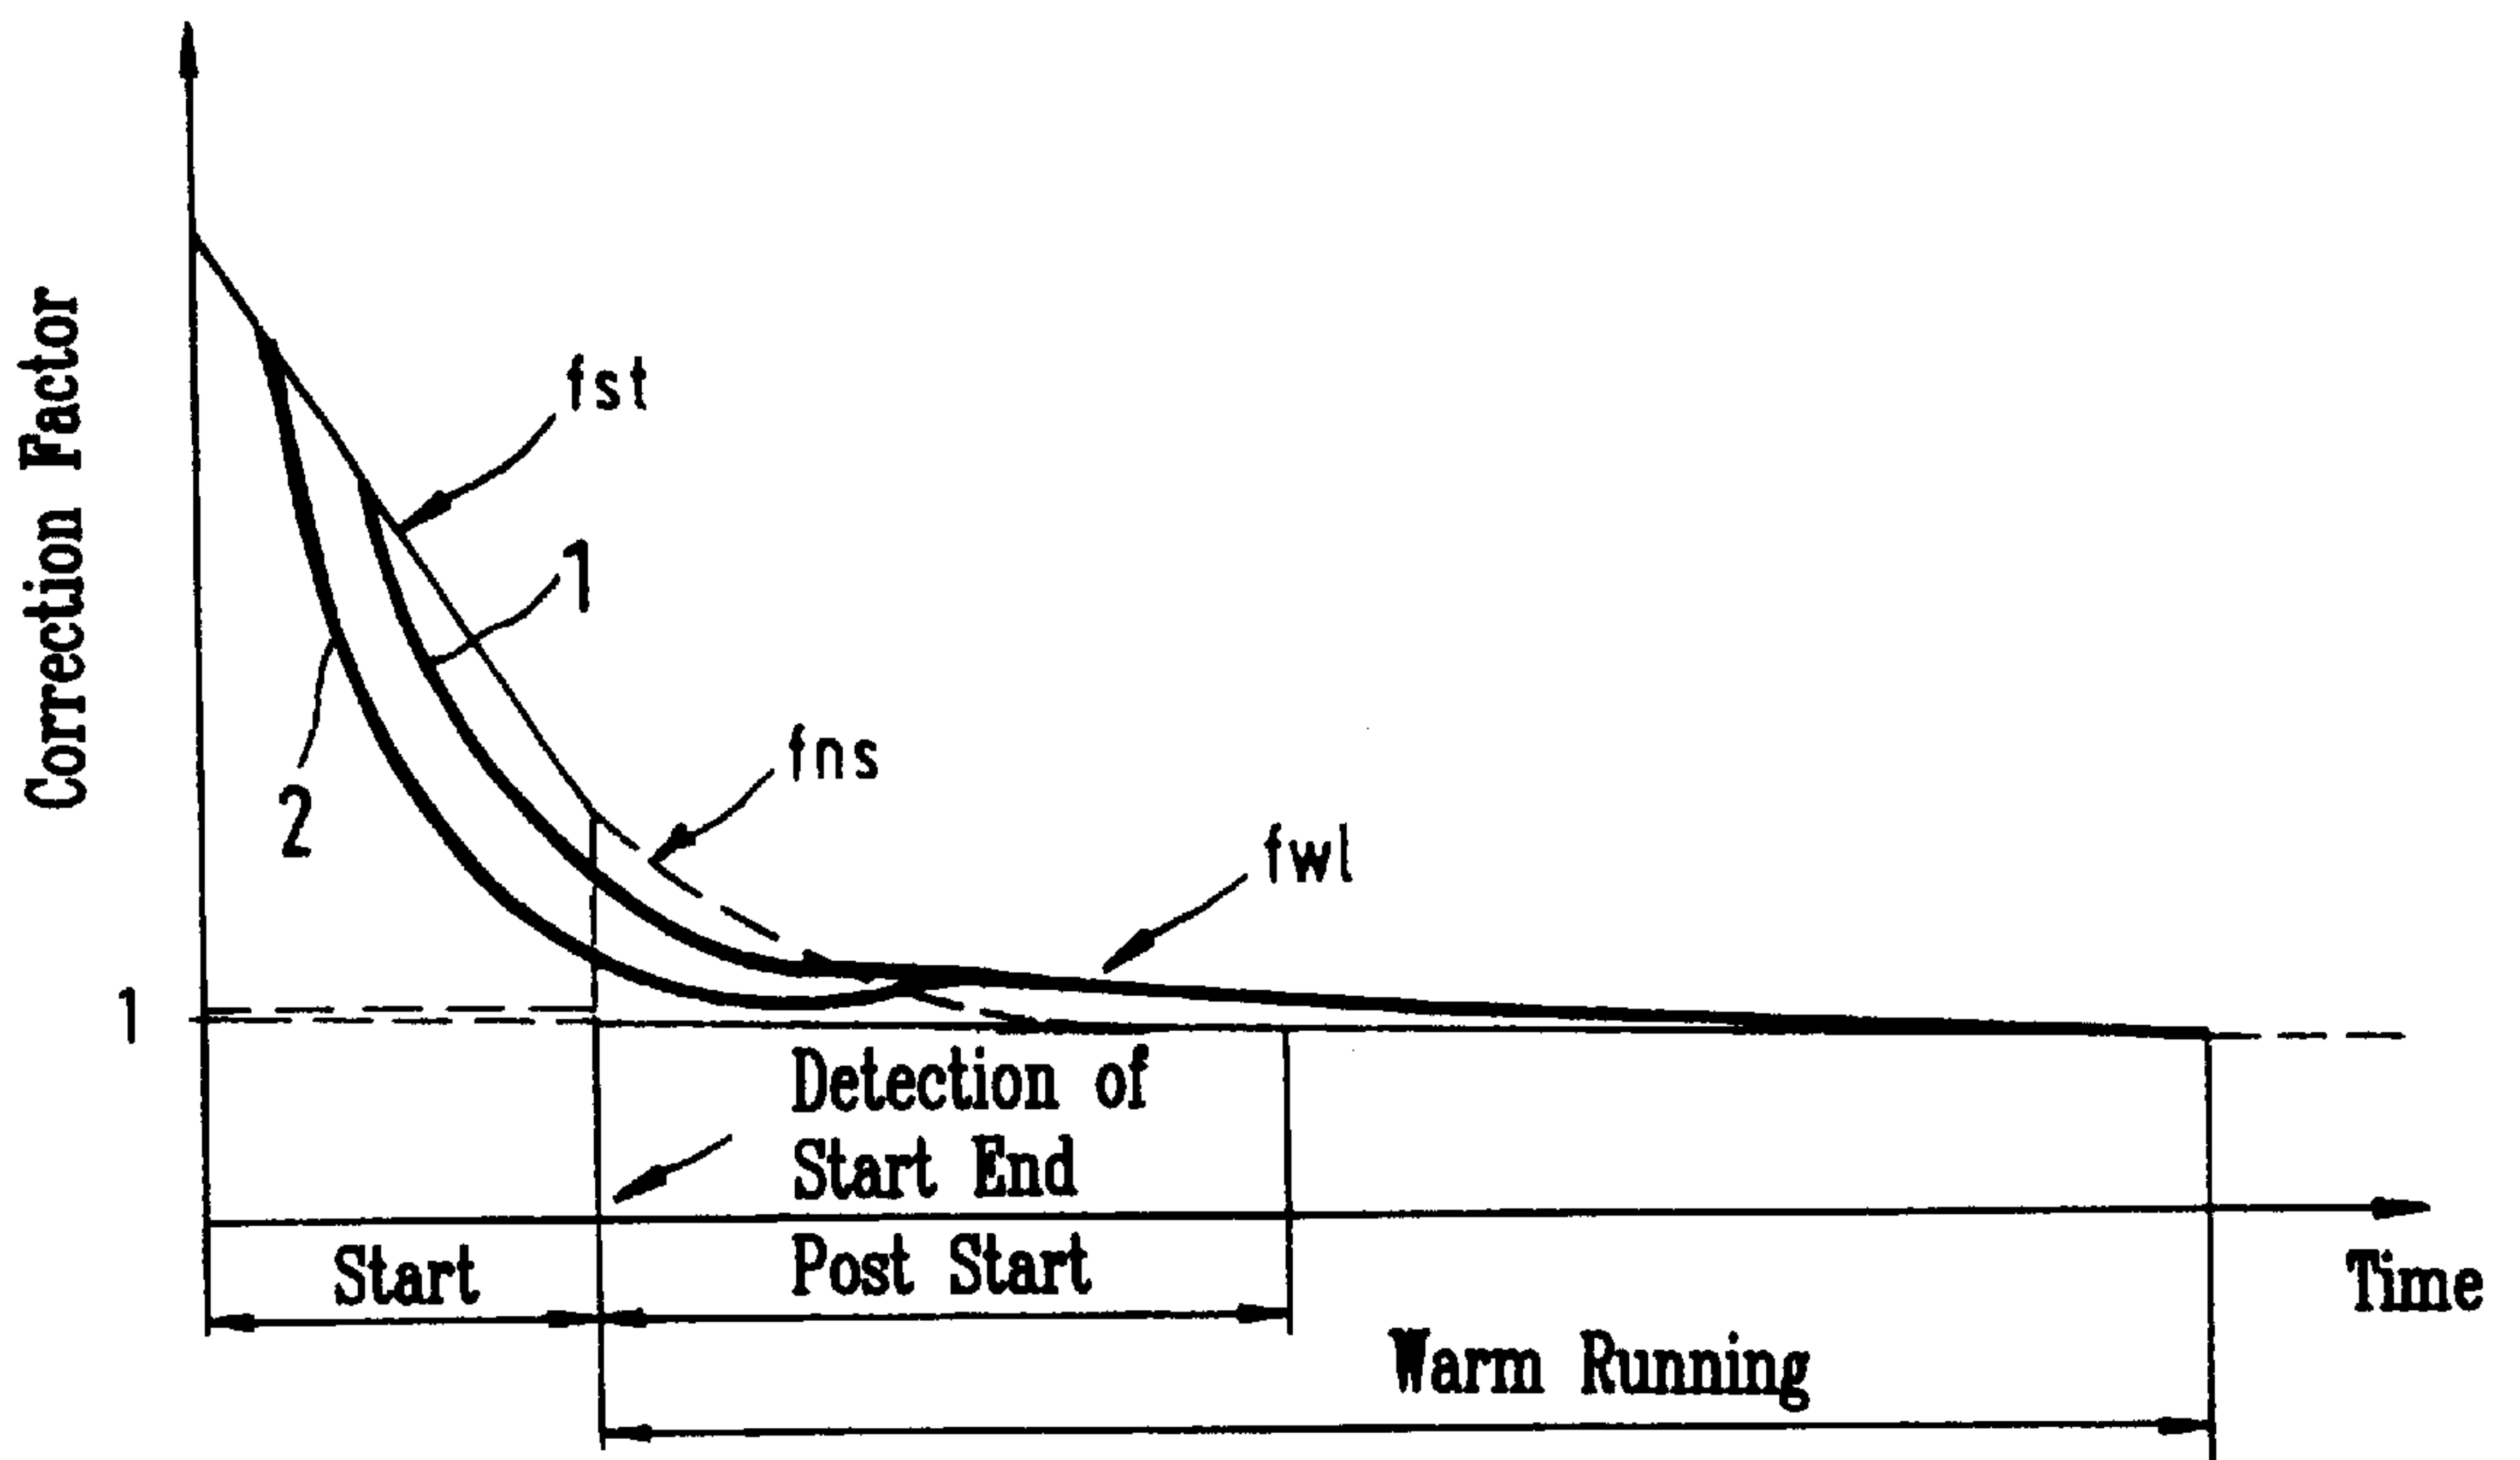 Correction Factor
fst
1
fns
2
fwl
1
Detection of
Start End
Start
Post Start
Time
Warm Running